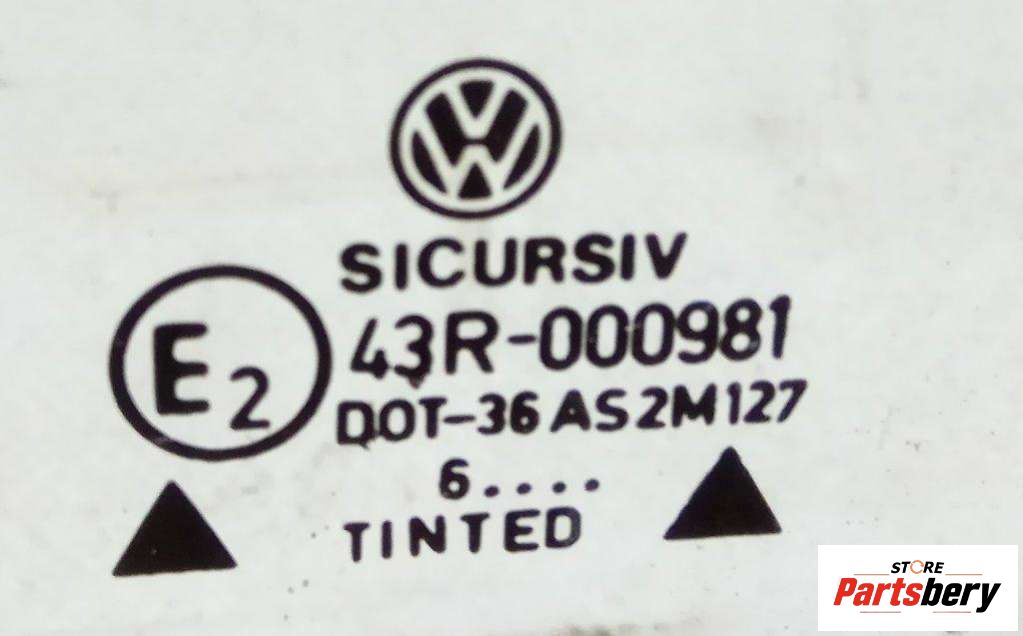 SICURSIV
E2
43R-000981
DOT-36 AS2M127
6....
TINTED
STORE
Partsbery